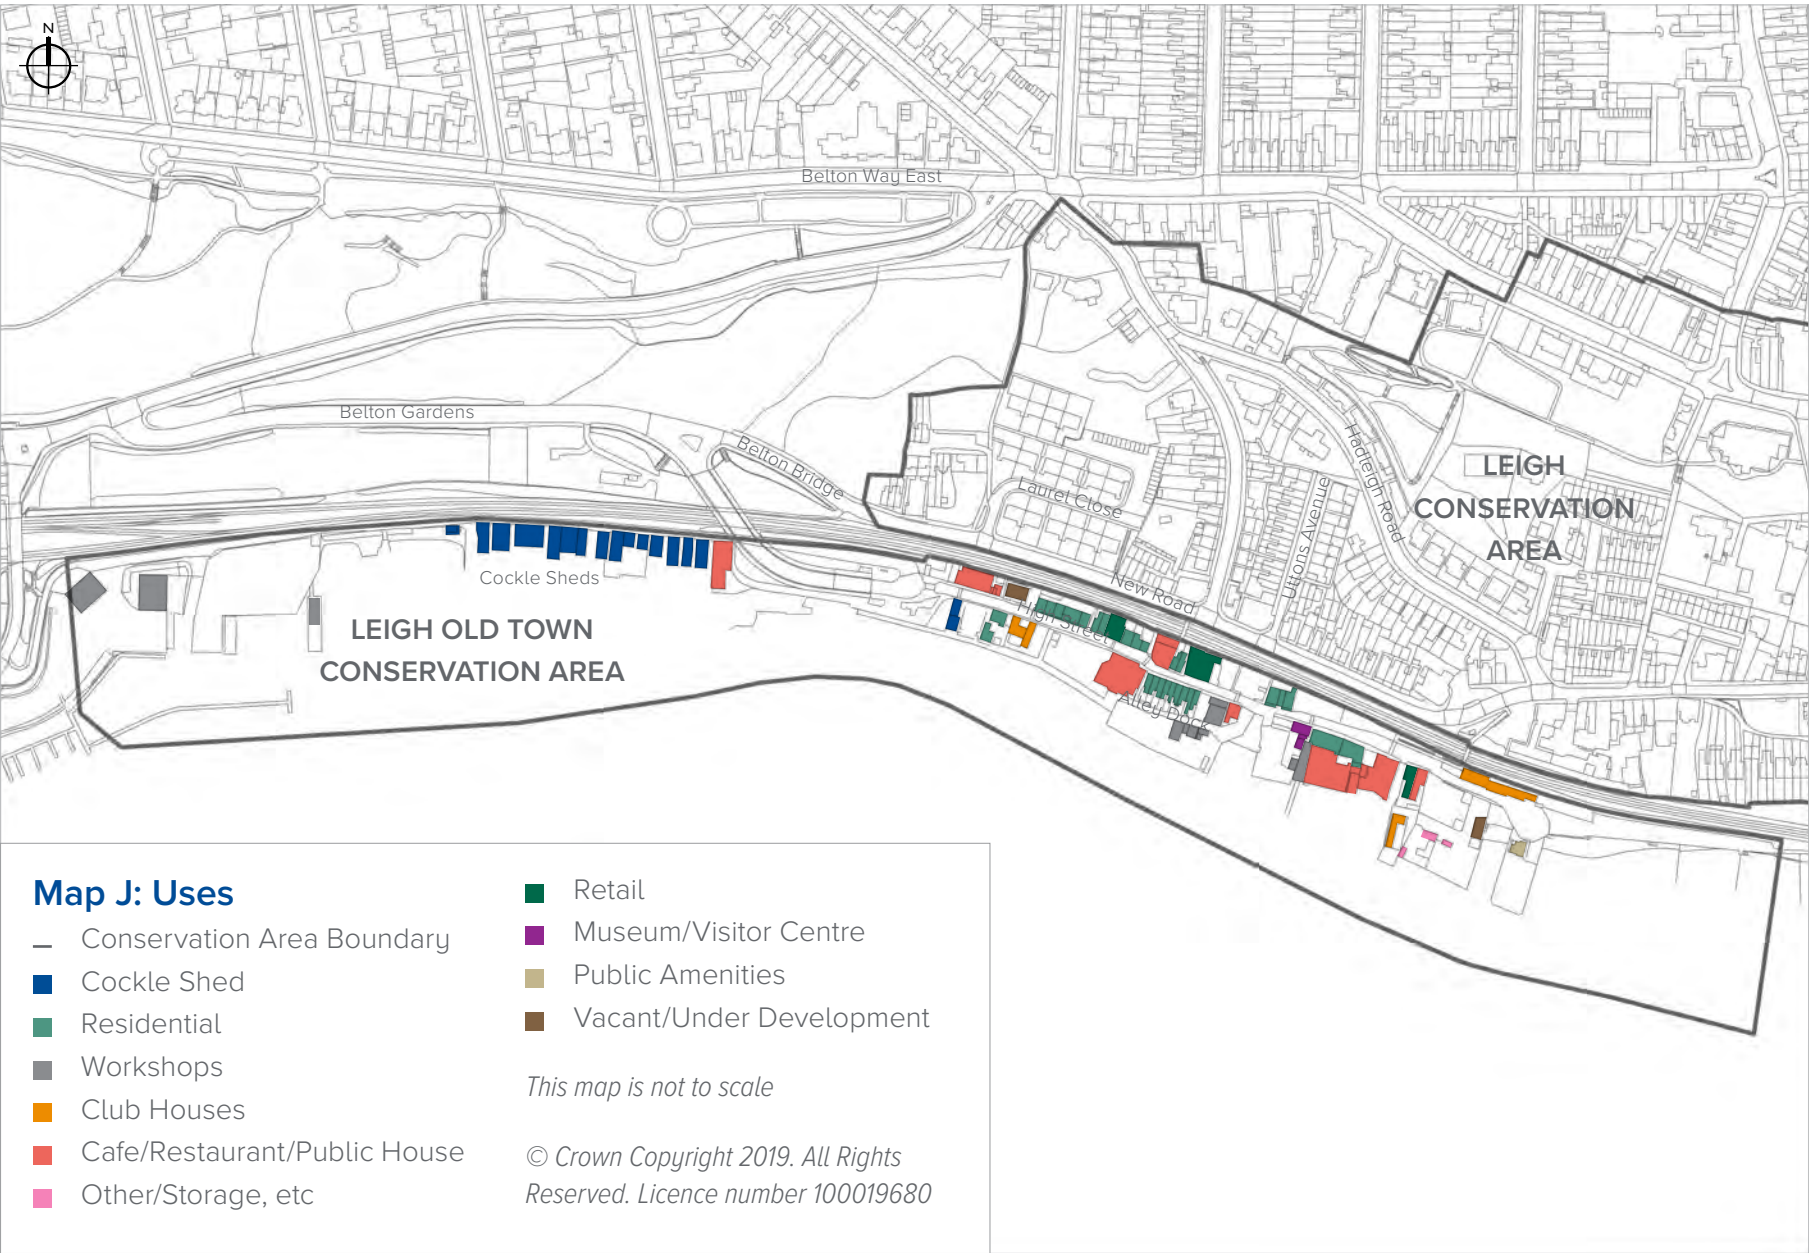 N
Belton Way East
Belton Gardens
Belton Bridge
Laurel Close
Hadleigh Road
Uttons Avenue
LEIGH
CONSERVATION
AREA
New Road
High Street
Cockle Sheds
LEIGH OLD TOWN
CONSERVATION AREA
Alley Dock
Map J: Uses
Conservation Area Boundary
Cockle Shed
Residential
Workshops
Club Houses
Cafe/Restaurant/Public House
Other/Storage, etc
Retail
Museum/Visitor Centre
Public Amenities
Vacant/Under Development
This map is not to scale
© Crown Copyright 2019. All Rights
Reserved. Licence number 100019680